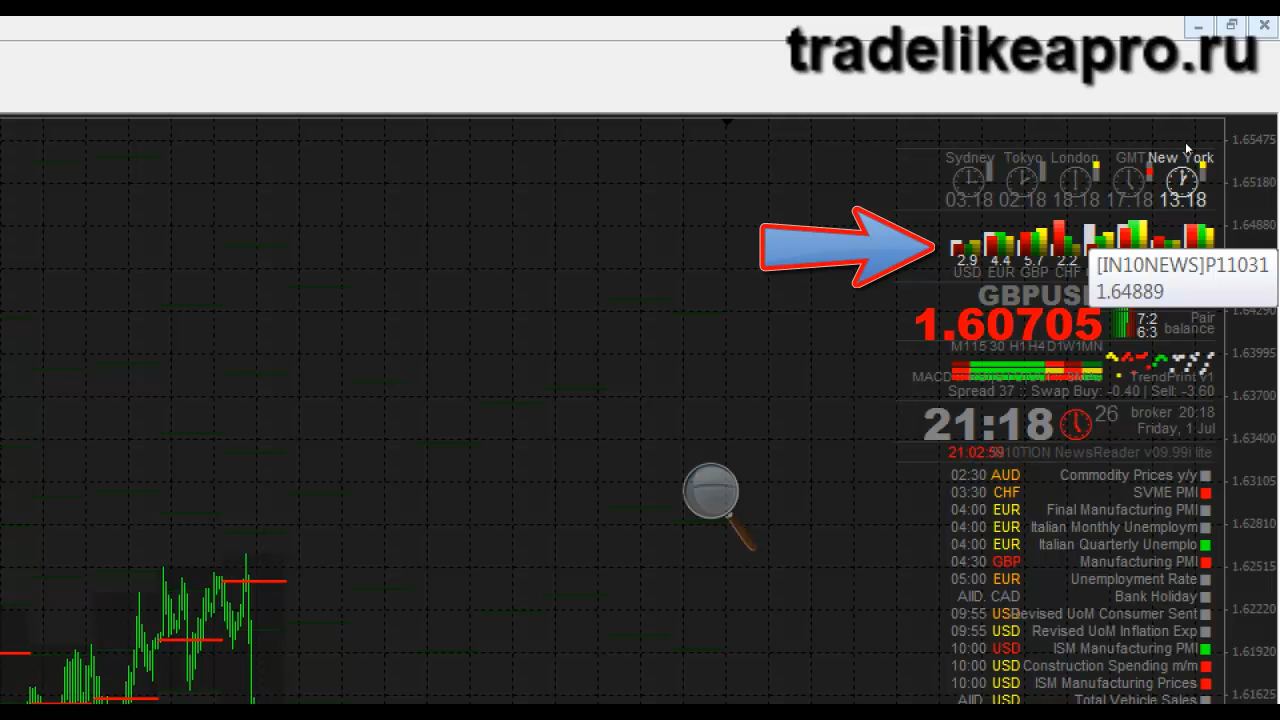 tradelikeapro.ru
1.65475
Sydney Tokyo London GMT New York
03:18 02:18 18:18 17:18 13:18
1.65180
1.64880
2.9 4.4 5.7 2.2
USD EUR GBP CHF
[IN10NEWS]P11031
1.64889
GBPUS
1.60705
7:2
6:3
Pair
balance
1.64290
M1 15 30 H1 H4 D1 W1 MN
1.63995
MACD
TrendPrint v1
Spread 37 :: Swap Buy: -0.40 | Sell: -3.60
1.63700
21:18
26
broker 20:18
Friday, 1 Jul
1.63400
21:02:59
NewsReader v09.99i lite
02:30 AUD Commodity Prices y/y
1.63105
03:30 CHF SVME PMI
04:00 EUR Final Manufacturing PMI
04:00 EUR Italian Monthly Unemploym
1.62810
04:00 EUR Italian Quarterly Unemplo
04:30 GBP Manufacturing PMI
1.62515
05:00 EUR Unemployment Rate
AllD. CAD Bank Holiday
1.62220
09:55 USD Revised UoM Consumer Sent
09:55 USD Revised UoM Inflation Exp
10:00 USD ISM Manufacturing PMI
1.61920
10:00 USD Construction Spending m/m
10:00 USD ISM Manufacturing Prices
1.61625
AllD. USD Total Vehicle Sales